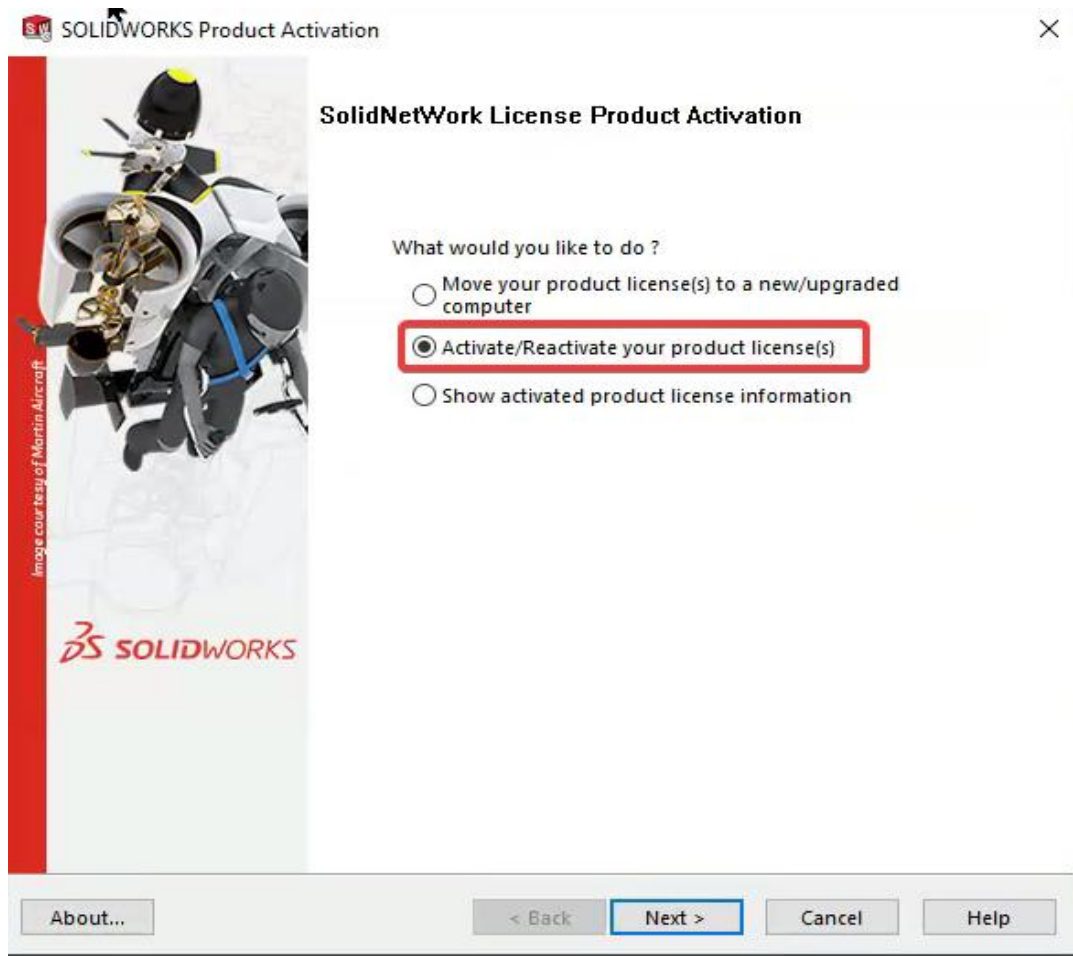 SOLIDWORKS Product Activation
SolidNetWork License Product Activation
What would you like to do ?
Move your product license(s) to a new/upgraded
computer
Activate/Reactivate your product license(s)
Show activated product license information
Image courtesy of Martin Aircraft
SOLIDWORKS
About...
< Back
Next >
Cancel
Help